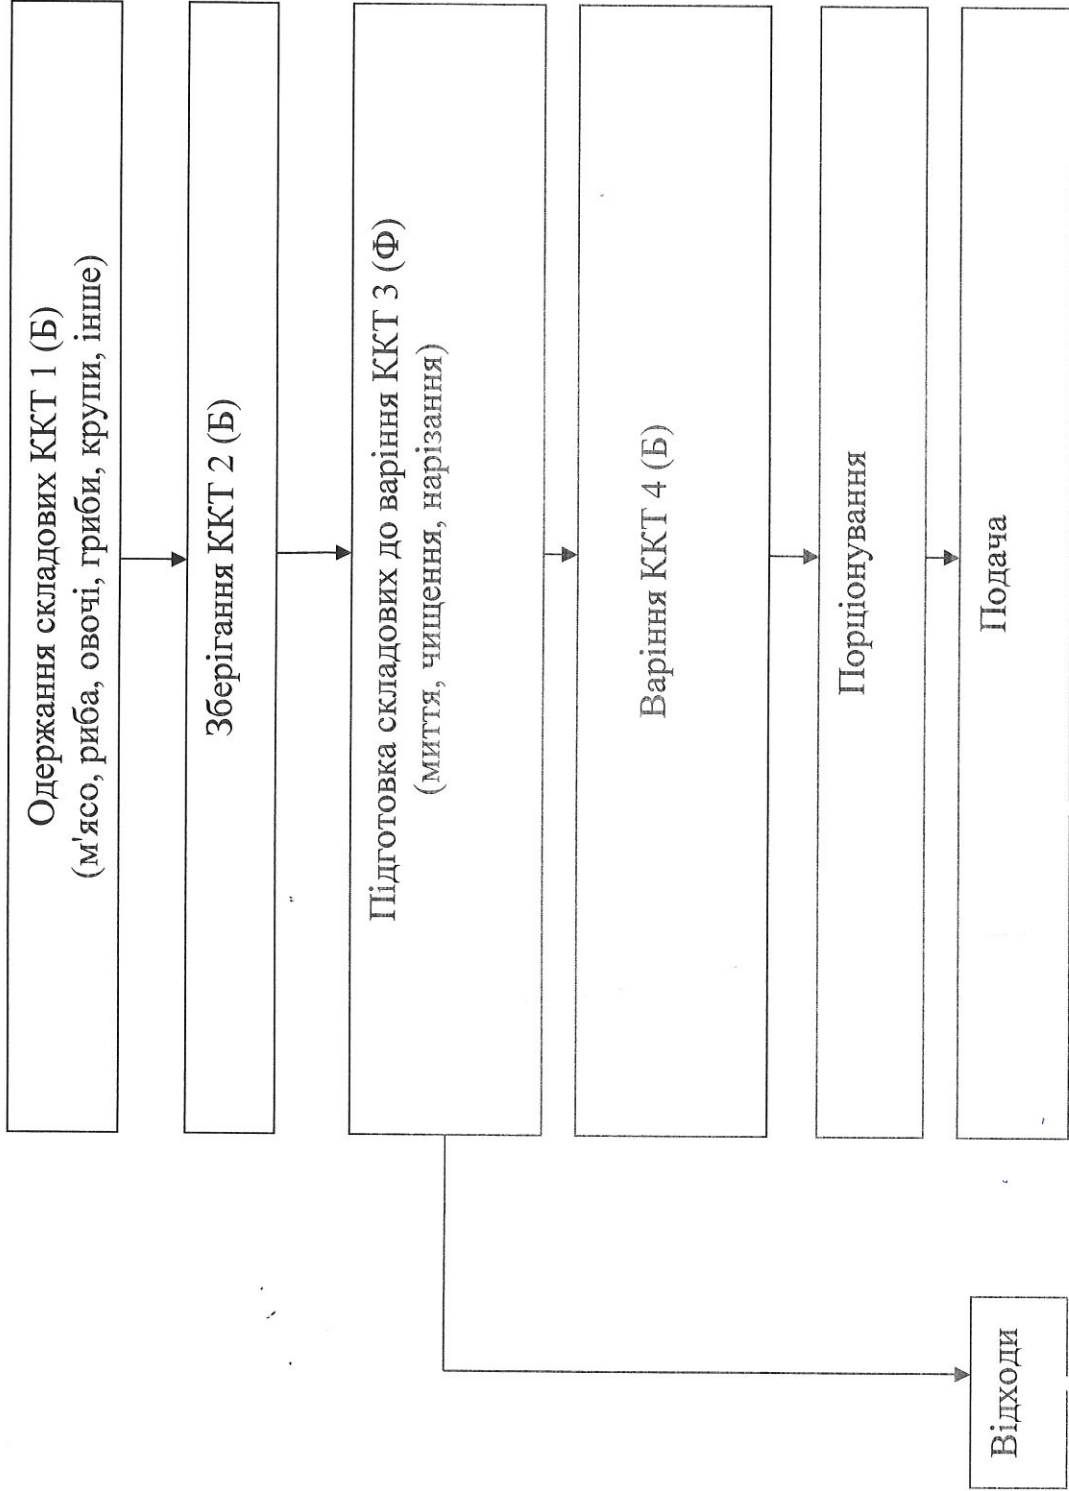 Одержання складових ККТ 1 (Б)
(м'ясо, риба, овочі, гриби, крупи, інше)
Зберігання ККТ 2 (Б)
Підготовка складових до варіння ККТ 3 (Ф)
(миття, чищення, нарізання)
Варіння ККТ 4 (Б)
Порціонування
Подача
Відходи